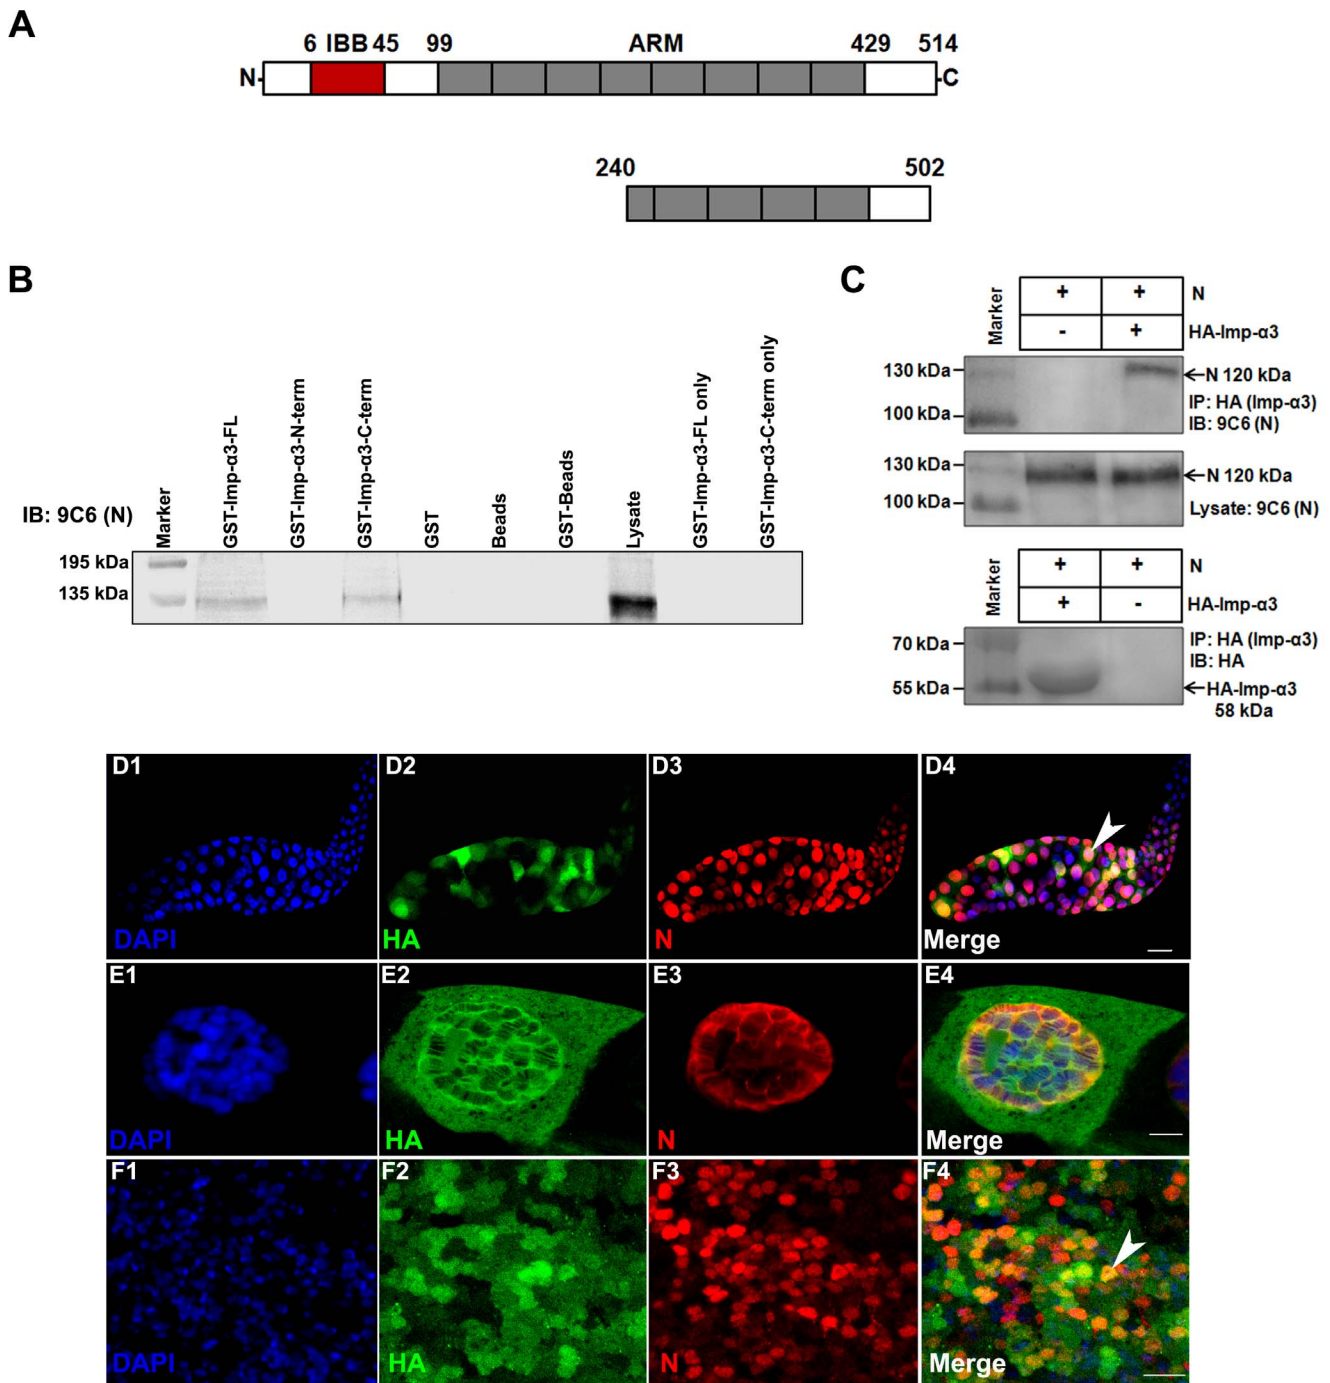 A
6 IBB 45 99 ARM 429 514
N C
240 502
B
IB: 9C6 (N)
Marker
GST-Imp-α3-FL
GST-Imp-α3-N-term
GST-Imp-α3-C-term
GST
Beads
GST-Beads
Lysate
GST-Imp-α3-FL only
GST-Imp-α3-C-term only
195 kDa
135 kDa
C
Marker
+ + N
- + HA-Imp-α3
130 kDa
N 120 kDa
IP: HA (Imp-α3)
100 kDa
IB: 9C6 (N)
130 kDa
N 120 kDa
100 kDa
Lysate: 9C6 (N)
Marker
+ + N
+ - HA-Imp-α3
70 kDa
IP: HA (Imp-α3)
IB: HA
55 kDa
HA-Imp-α3
58 kDa
D1 D2 D3 D4
DAPI HA N Merge
E1 E2 E3 E4
DAPI HA N Merge
F1 F2 F3 F4
DAPI HA N Merge